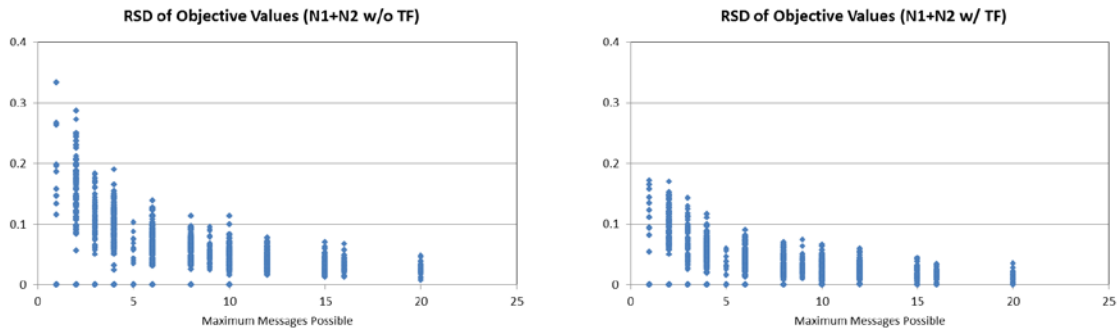 RSD of Objective Values (N1+N2 w/o TF)
0.4
0.3
0.2
0.1
0
0 5 10 15 20 25
Maximum Messages Possible
RSD of Objective Values (N1+N2 w/ TF)
0.4
0.3
0.2
0.1
0
0 5 10 15 20 25
Maximum Messages Possible